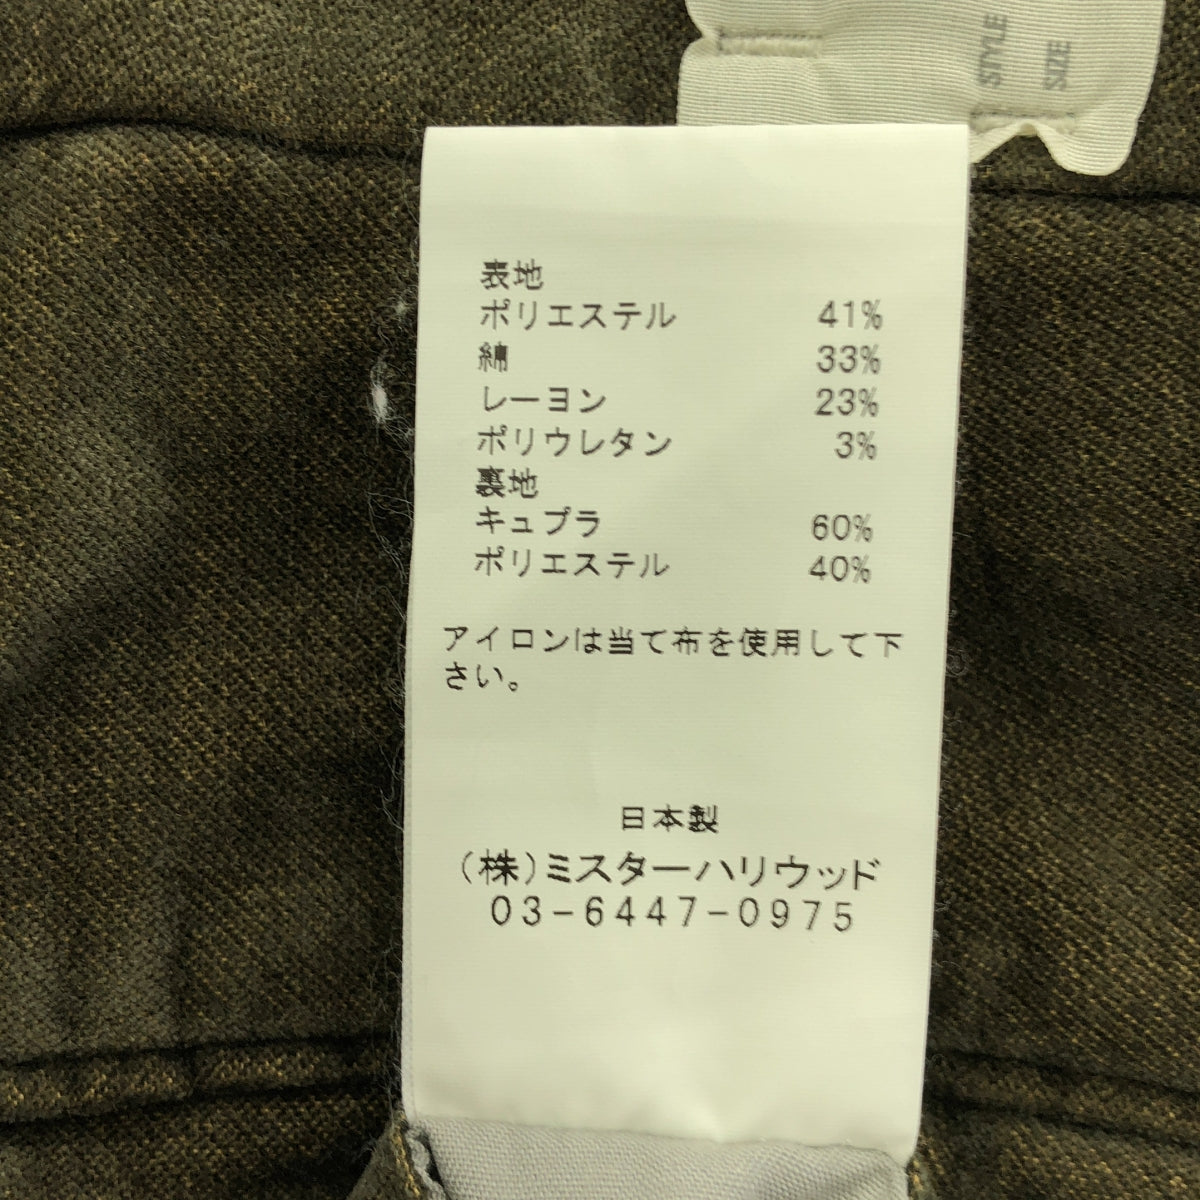 STYLE
SIZE
表地
ポリエステル 41%
綿 33%
レーヨン 23%
ポリウレタン 3%
裏地
キュプラ 60%
ポリエステル 40%
アイロンは当て布を使用して下
さい。
日本製
(株)ミスターハリウッド
03-6447-0975